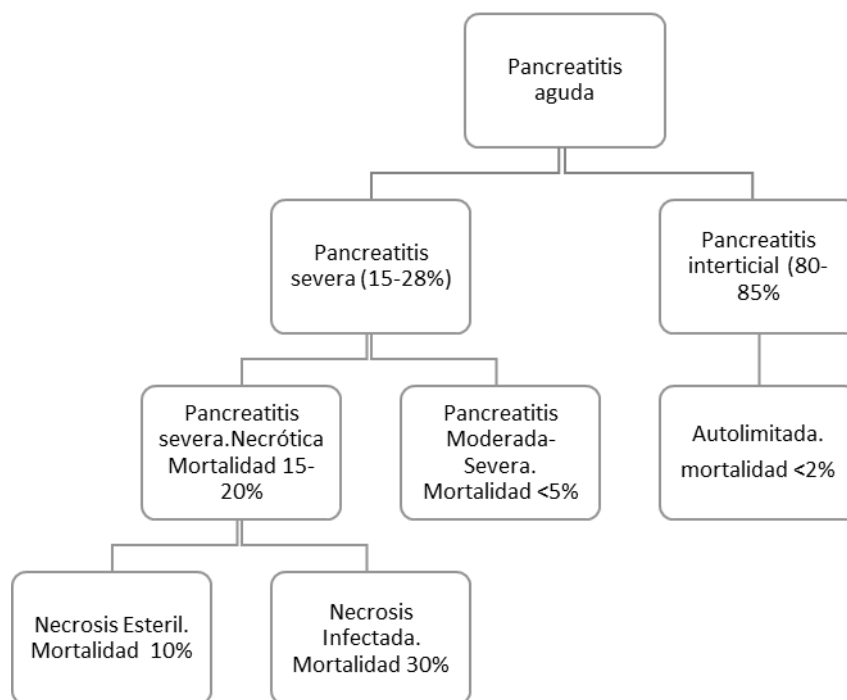 Pancreatitis
aguda
Pancreatitis
severa (15-28%)
Pancreatitis
interticial (80-
85%
Pancreatitis
severa.Necrótica
Mortalidad 15-
20%
Pancreatitis
Moderada-
Severa.
Mortalidad <5%
Autolimitada.
mortalidad <2%
Necrosis Esteril.
Mortalidad 10%
Necrosis
Infectada.
Mortalidad 30%